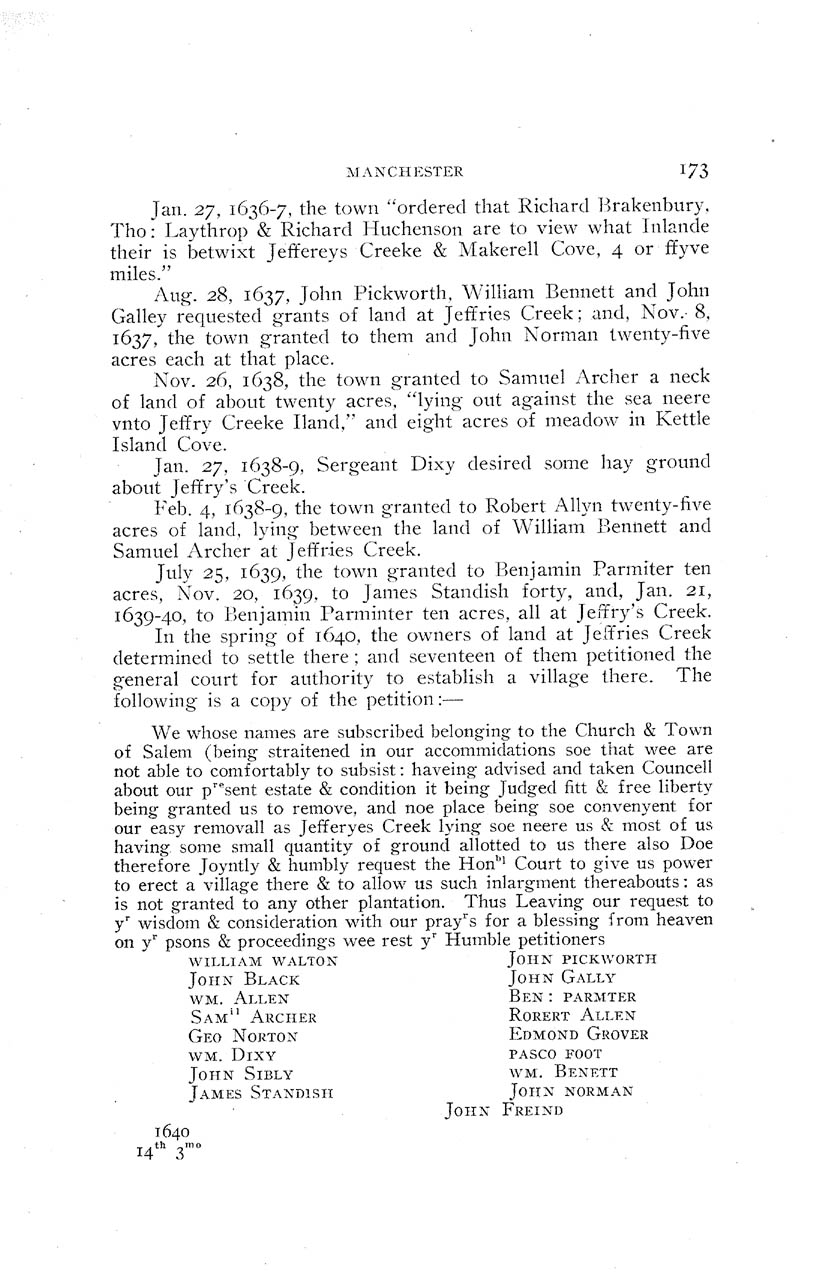 MANCHESTER 173
Jan. 27, 1636-7, the town “ordered that Richard Brakenbury,
Tho: Laythrop & Richard Huchenson are to view what Inlande
their is betwixt Jeffereys Creeke & Makerell Cove, 4 or ffyve
miles.”
Aug. 28, 1637, John Pickworth, William Bennett and John
Galley requested grants of land at Jeffries Creek; and, Nov. 8,
1637, the town granted to them and John Norman twenty-five
acres each at that place.
Nov. 26, 1638, the town granted to Samuel Archer a neck
of land of about twenty acres, “lying out against the sea neere
vnto Jeffry Creeke Iland,” and eight acres of meadow in Kettle
Island Cove.
Jan. 27, 1638-9, Sergeant Dixy desired some hay ground
about Jeffry's Creek.
Feb. 4, 1638-9, the town granted to Robert Allyn twenty-five
acres of land, lying between the land of William Bennett and
Samuel Archer at Jeffries Creek.
July 25, 1639, the town granted to Benjamin Parmiter ten
acres, Nov. 20, 1639, to James Standish forty, and, Jan. 21,
1639-40, to Benjamin Parminter ten acres, all at Jeffry's Creek.
In the spring of 1640, the owners of land at Jeffries Creek
determined to settle there; and seventeen of them petitioned the
general court for authority to establish a village there. The
following is a copy of the petition:—
We whose names are subscribed belonging to the Church & Town
of Salem (being straitened in our accommidations soe that wee are
not able to comfortably to subsist: haveing advised and taken Councell
about our pʳᵉsent estate & condition it being Judged fitt & free liberty
being granted us to remove, and noe place being soe convenyent for
our easy removall as Jefferyes Creek lying soe neere us & most of us
having some small quantity of ground allotted to us there also Doe
therefore Joyntly & humbly request the Honᵇˡ Court to give us power
to erect a village there & to allow us such inlargment thereabouts: as
is not granted to any other plantation. Thus Leaving our request to
yʳ wisdom & consideration with our prayʳs for a blessing from heaven
on yʳ psons & proceedings wee rest yʳ Humble petitioners
WILLIAM WALTON JOHN PICKWORTH
JOHN BLACK JOHN GALLY
WM. ALLEN BEN: PARMTER
SAMˡˡ ARCHER RORERT ALLEN
GEO NORTON EDMOND GROVER
WM. DIXY PASCO FOOT
JOHN SIBLY WM. BENETT
JAMES STANDISH JOHN NORMAN
JOHN FREIND
1640
14ᵗʰ 3ᵐᵒ